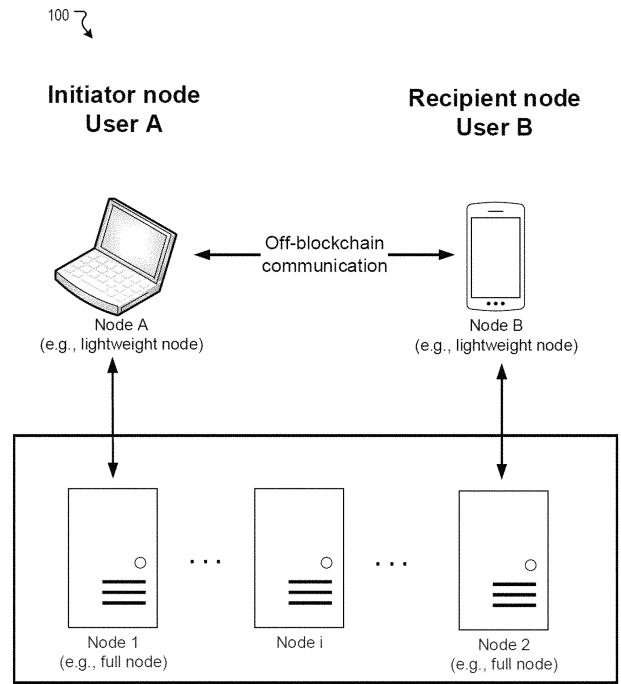 100
Initiator node
User A
Recipient node
User B
Off-blockchain
communication
Node A
(e.g., lightweight node)
Node B
(e.g., lightweight node)
. . .
. . .
Node 1
(e.g., full node)
Node i
Node 2
(e.g., full node)